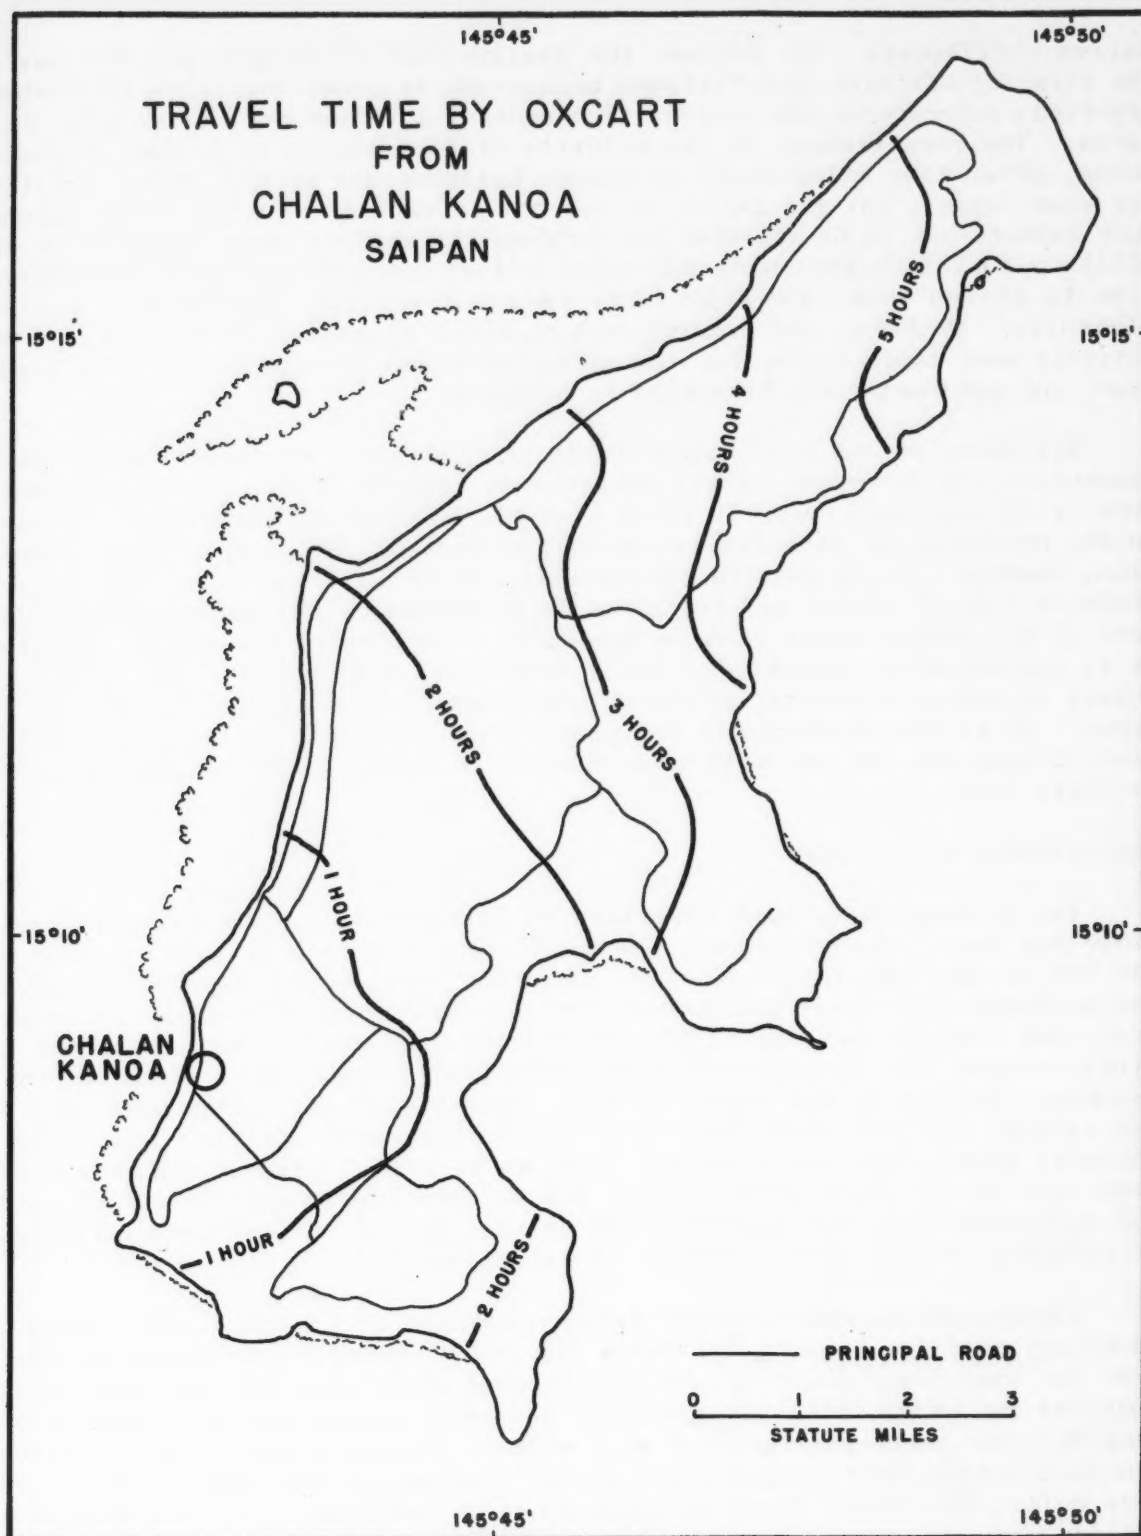 145°45'
145°50'
TRAVEL TIME BY OXCART
FROM
CHALAN KANOA
SAIPAN
5 HOURS
15°15'
15°15'
4 HOURS
2 HOURS
3 HOURS
1 HOUR
15°10'
15°10'
CHALAN
KANOA
1 HOUR
2 HOURS
PRINCIPAL ROAD
0 1 2 3
STATUTE MILES
145°45'
145°50'